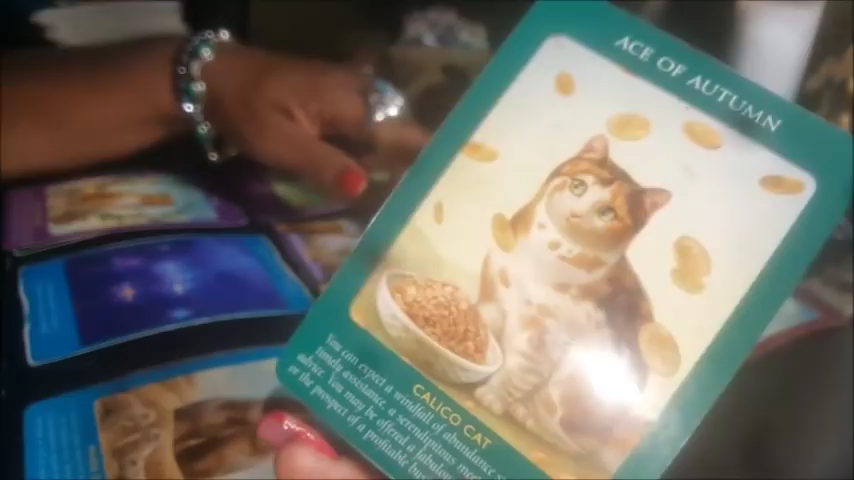 ACE OF AUTUMN
CALICO CAT
You can expect a windfall of abundance
timely assistance, a serendipitous
advice. You may be offered a fabulous
or the prospect of a profitable